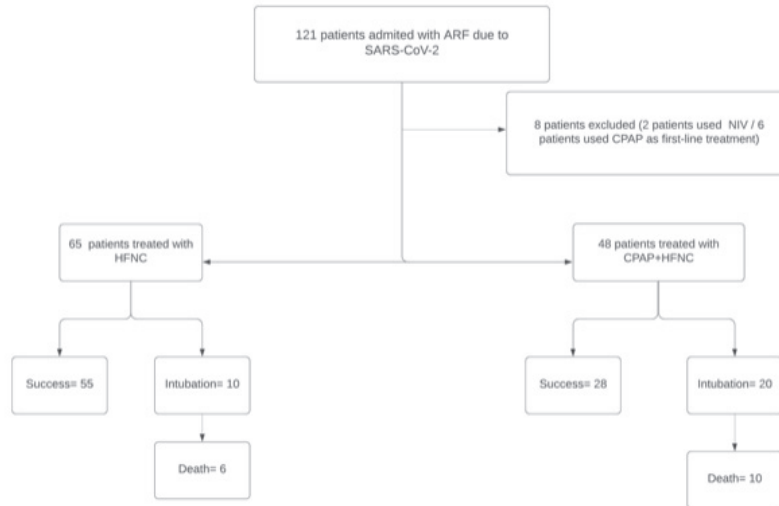 121 patients admited with ARF due to
SARS-CoV-2
8 patients excluded (2 patients used NIV / 6
patients used CPAP as first-line treatment)
65 patients treated with
HFNC
48 patients treated with
CPAP+HFNC
Success= 55
Intubation= 10
Success= 28
Intubation= 20
Death= 6
Death= 10